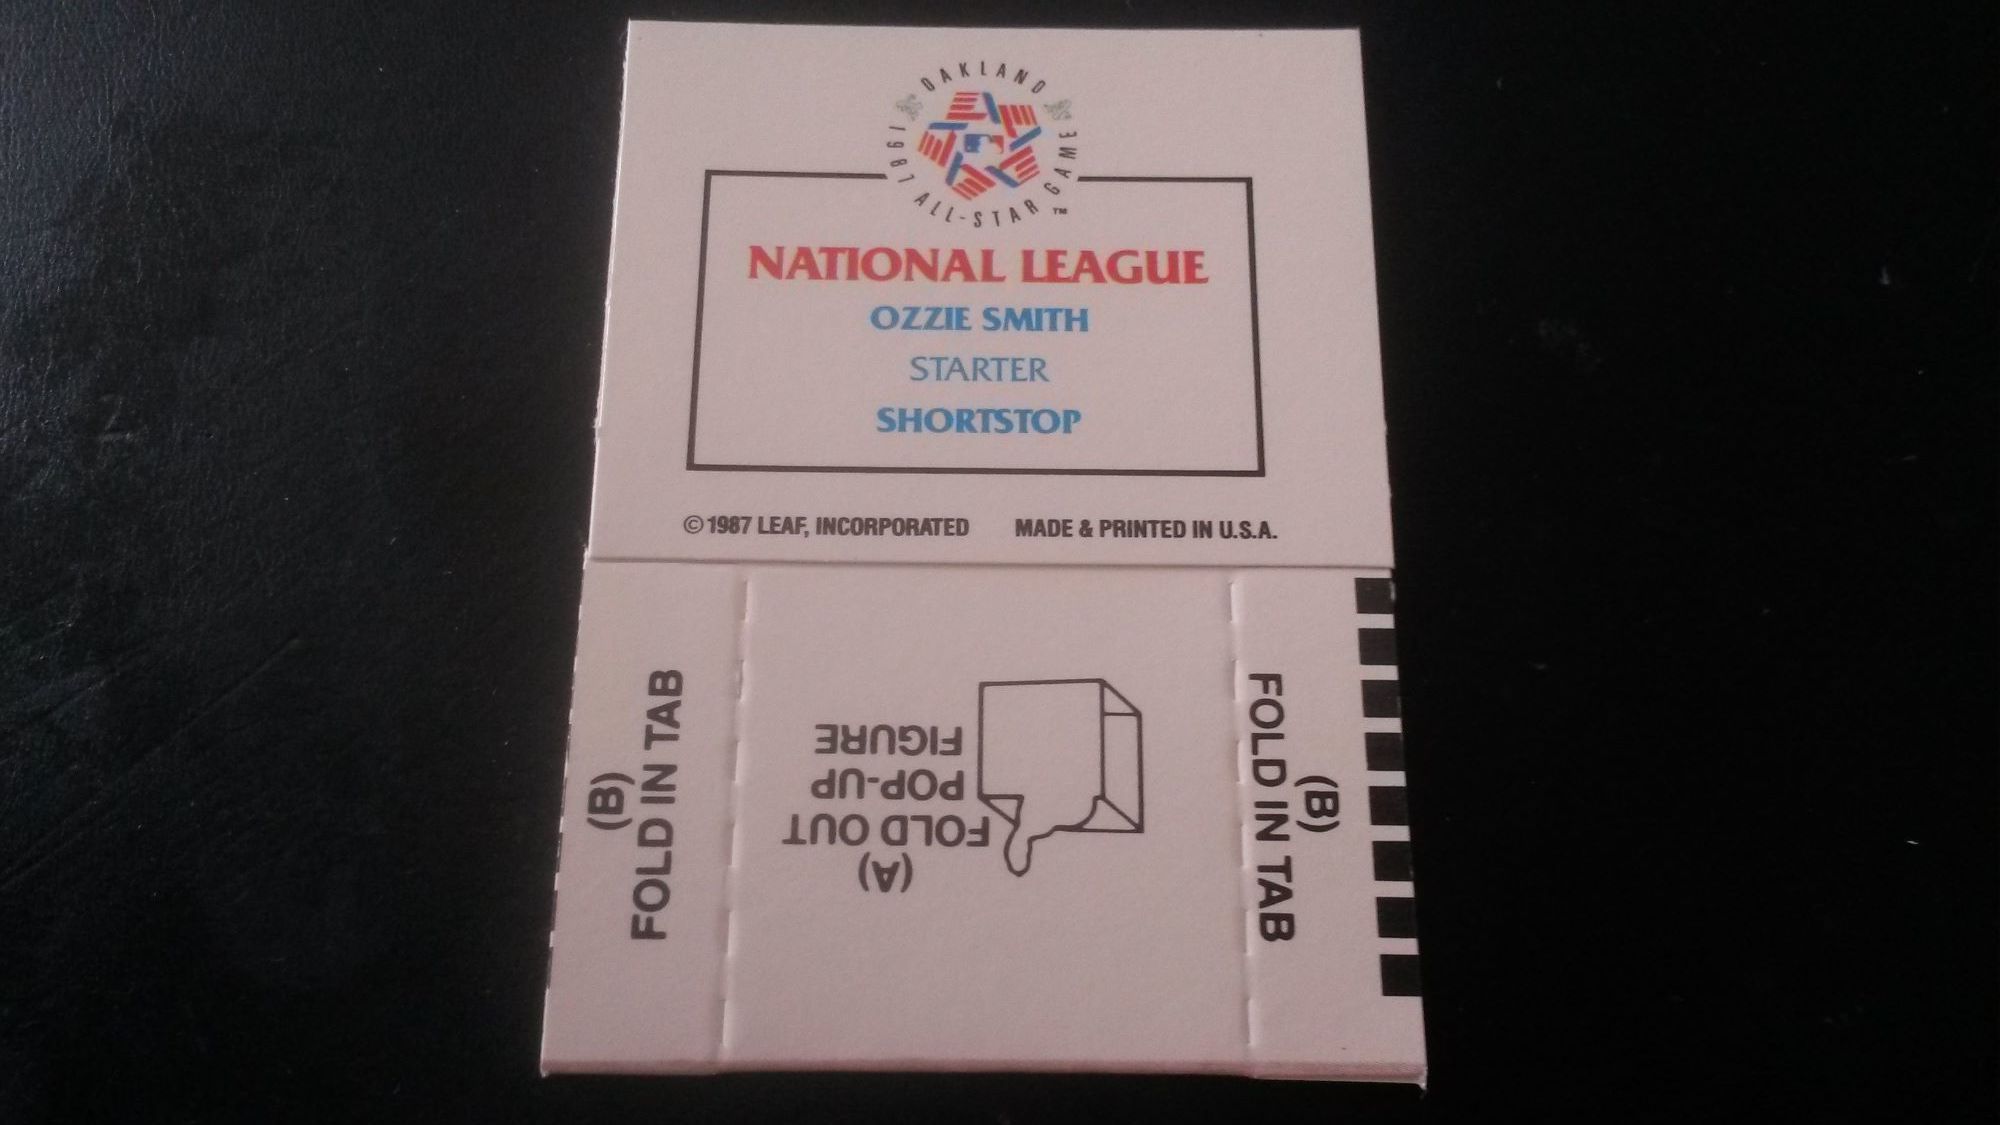 OAKLAND
1987 ALL-STAR GAME
TM
NATIONAL LEAGUE
OZZIE SMITH
STARTER
SHORTSTOP
© 1987 LEAF, INCORPORATED MADE & PRINTED IN U.S.A.
(B)
FOLD IN TAB
(A)
FOLD OUT
POP-UP
FIGURE
(B)
FOLD IN TAB